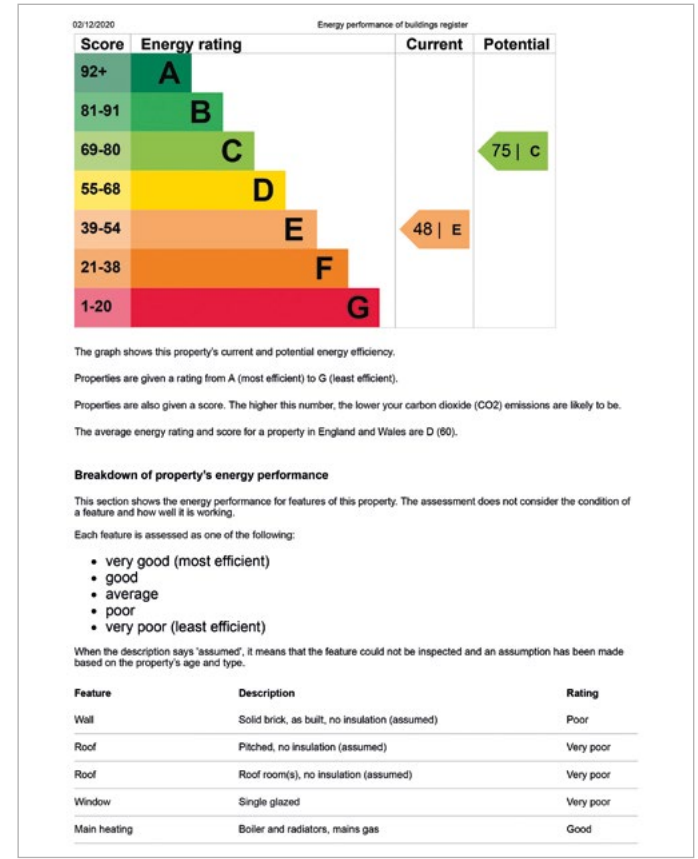 02/12/2020 Energy performance of buildings register
Score Energy rating Current Potential
92+ A
81-91 B
69-80 C 75 | C
55-68 D
39-54 E 48 | E
21-38 F
1-20 G
The graph shows this property's current and potential energy efficiency.
Properties are given a rating from A (most efficient) to G (least efficient).
Properties are also given a score. The higher this number, the lower your carbon dioxide (CO2) emissions are likely to be.
The average energy rating and score for a property in England and Wales are D (60).
Breakdown of property's energy performance
This section shows the energy performance for features of this property. The assessment does not consider the condition of
a feature and how well it is working.
Each feature is assessed as one of the following:
• very good (most efficient)
• good
• average
• poor
• very poor (least efficient)
When the description says 'assumed', it means that the feature could not be inspected and an assumption has been made
based on the property's age and type.
Feature Description Rating
Wall Solid brick, as built, no insulation (assumed) Poor
Roof Pitched, no insulation (assumed) Very poor
Roof Roof room(s), no insulation (assumed) Very poor
Window Single glazed Very poor
Main heating Boiler and radiators, mains gas Good